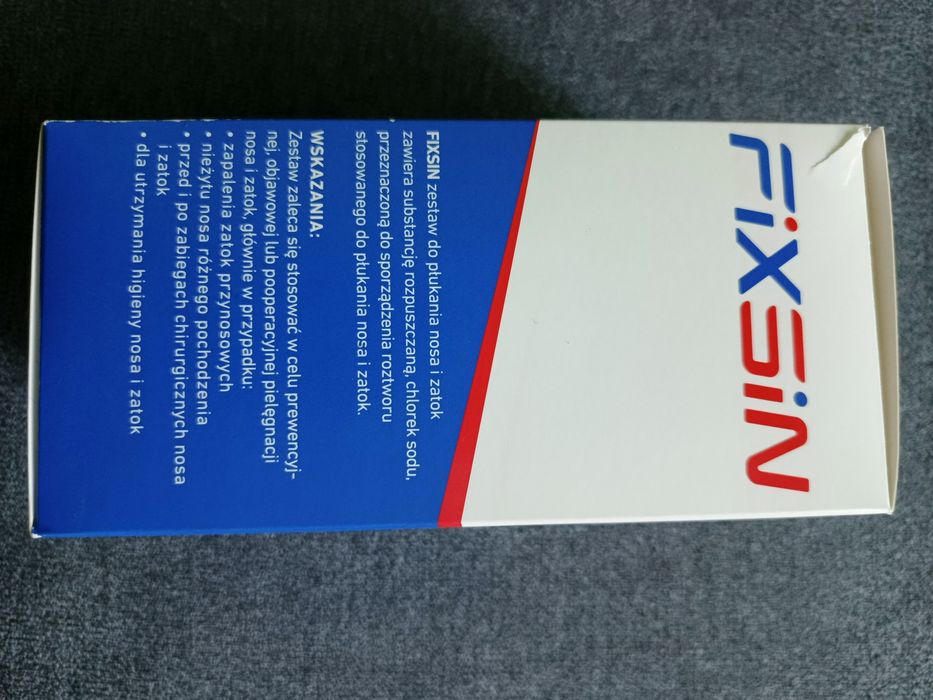 FiXSiN
FIXSIN zestaw do płukania nosa i zatok
zawiera substancję rozpuszczaną, chlorek sodu,
przeznaczoną do sporządzenia roztworu
stosowanego do płukania nosa i zatok.
WSKAZANIA:
Zestaw zaleca się stosować w celu prewencyj-
nej, objawowej lub pooperacyjnej pielęgnacji
nosa i zatok, głównie w przypadku:
• zapalenia zatok przynosowych
• nieżytu nosa różnego pochodzenia
• przed i po zabiegach chirurgicznych nosa
i zatok
• dla utrzymania higieny nosa i zatok